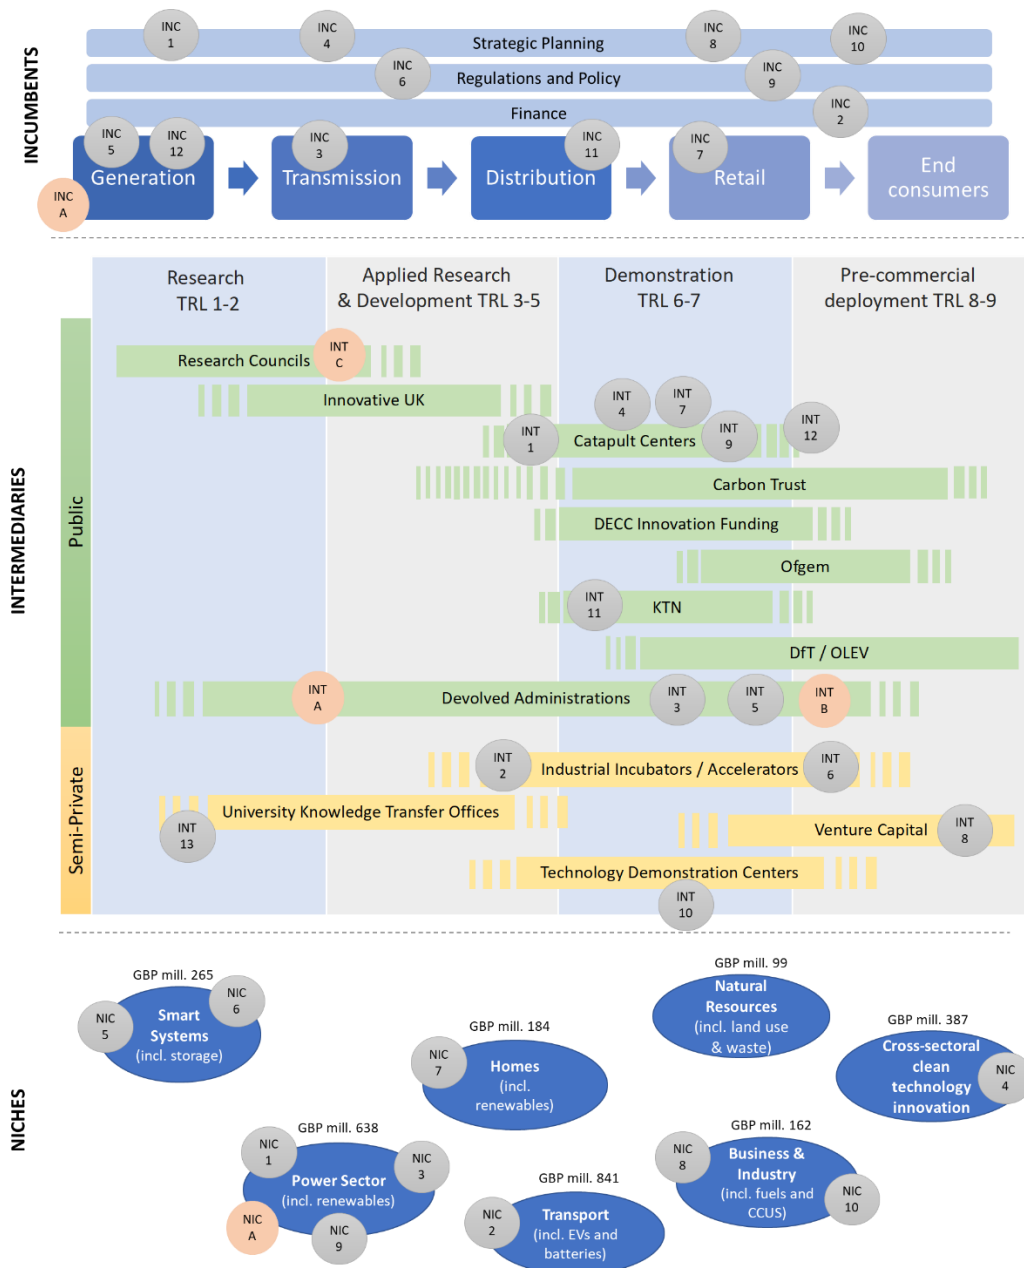 INCUMBENTS
INC
1
INC
4
Strategic Planning
INC
8
INC
10
INC
6
Regulations and Policy
INC
9
Finance
INC
2
INC
5
INC
12
INC
3
INC
11
INC
7
Generation
Transmission
Distribution
Retail
End
consumers
INC
A
INTERMEDIARIES
Research
TRL 1-2
Applied Research
& Development TRL 3-5
Demonstration
TRL 6-7
Pre-commercial
deployment TRL 8-9
Public
Research Councils
INT
C
Innovative UK
INT
4
INT
7
INT
1
Catapult Centers
INT
9
INT
12
Carbon Trust
DECC Innovation Funding
Ofgem
INT
11
KTN
DfT / OLEV
INT
A
Devolved Administrations
INT
3
INT
5
INT
B
Semi-Private
INT
2
Industrial Incubators / Accelerators
INT
6
University Knowledge Transfer Offices
INT
13
Venture Capital
INT
8
Technology Demonstration Centers
INT
10
NICHES
GBP mill. 265
Smart
Systems
(incl. storage)
NIC
5
NIC
6
GBP mill. 184
Homes
(incl.
renewables)
NIC
7
GBP mill. 99
Natural
Resources
(incl. land use
& waste)
GBP mill. 387
Cross-sectoral
clean
technology
innovation
NIC
4
GBP mill. 638
Power Sector
(incl. renewables)
NIC
1
NIC
3
NIC
A
NIC
9
GBP mill. 841
Transport
(incl. EVs and
batteries)
NIC
2
GBP mill. 162
Business &
Industry
(incl. fuels and
CCUS)
NIC
8
NIC
10